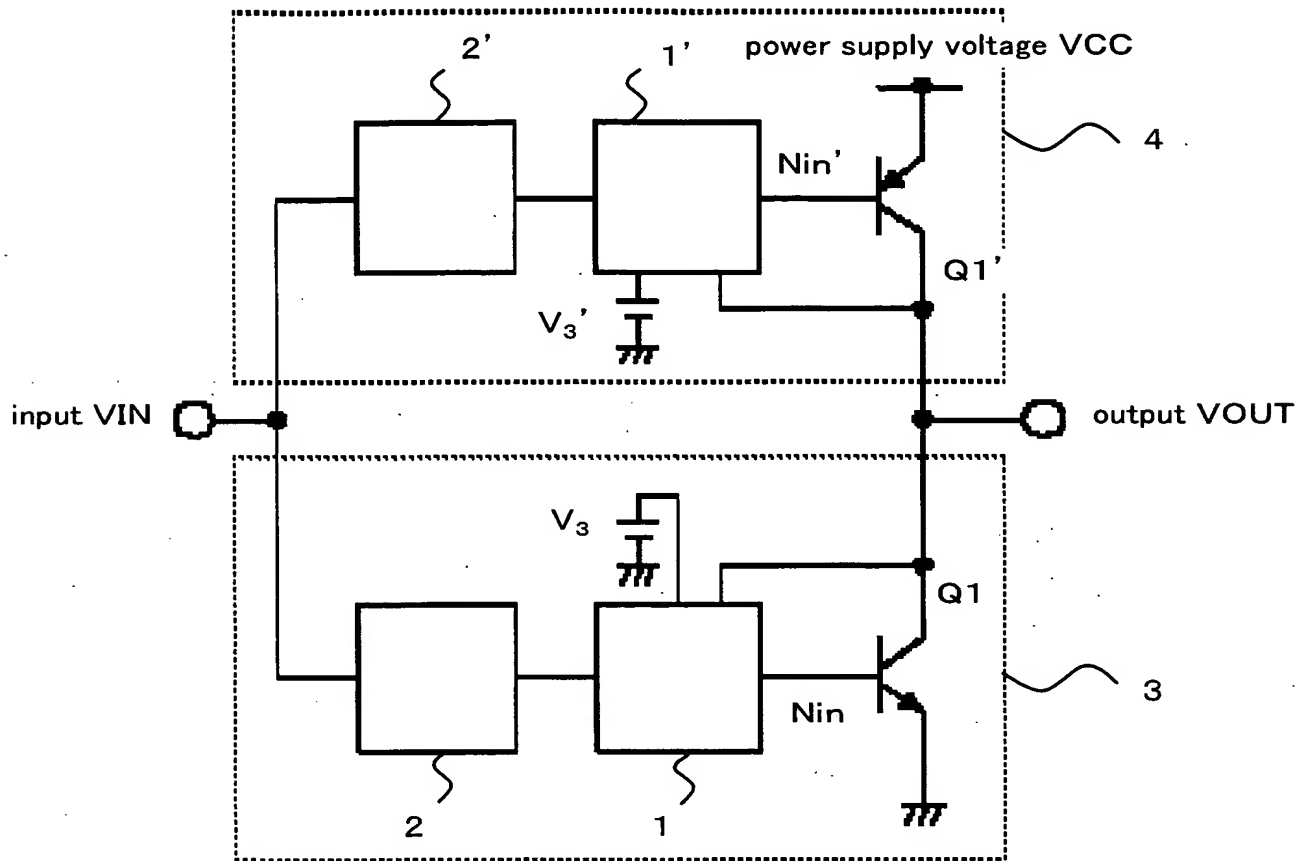 2’ 1’ power supply voltage VCC
4
Nin’
Q1’
V₃’
input VIN output VOUT
V₃
Q1
3
Nin
2 1